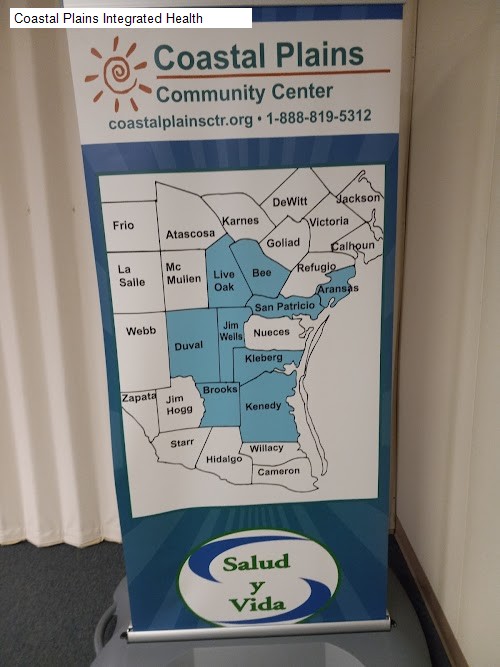 Coastal Plains Integrated Health
Coastal Plains
Community Center
coastalplainsctr.org • 1-888-819-5312
DeWitt
Jackson
Karnes
Victoria
Frio
Atascosa
Goliad
Calhoun
La
Salle
Mc
Mullen
Live
Oak
Bee
Refugio
Aransas
San Patricio
Webb
Duval
Jim
Wells
Nueces
Kleberg
Zapata
Jim
Hogg
Brooks
Kenedy
Starr
Hidalgo
Willacy
Cameron
Salud
y
Vida